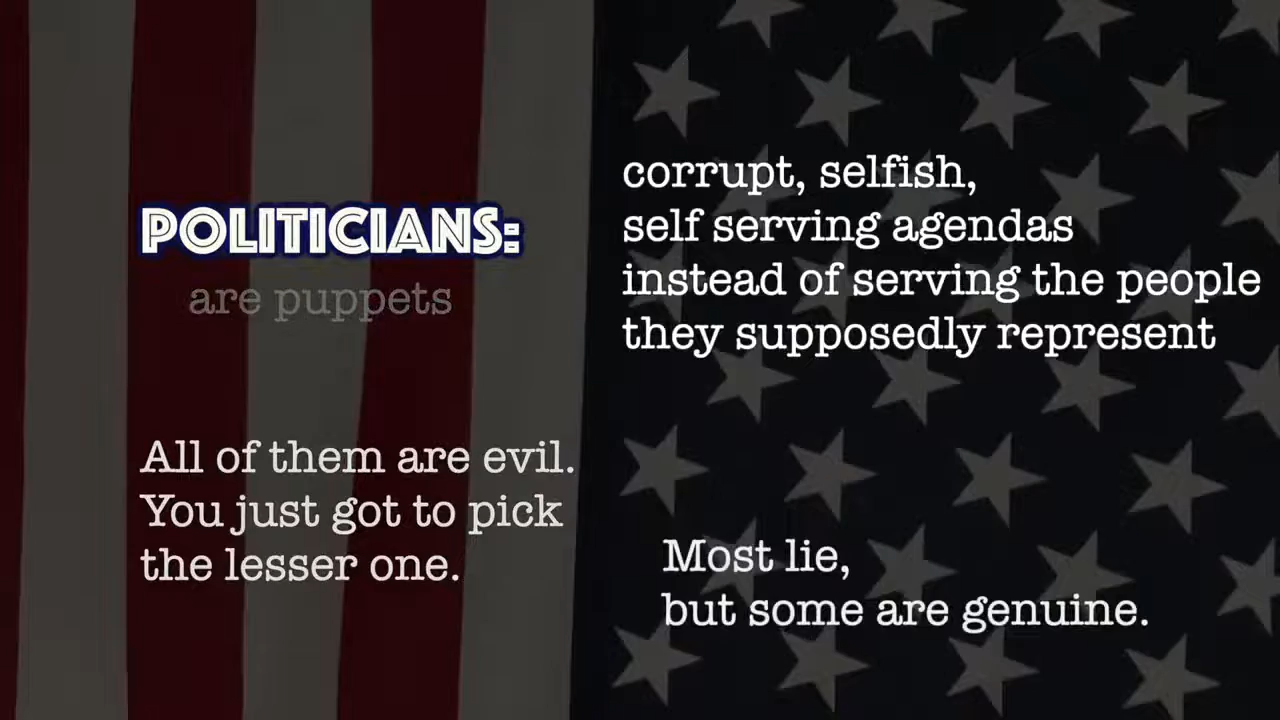 POLITICIANS:
are puppets
corrupt, selfish,
self serving agendas
instead of serving the people
they supposedly represent
All of them are evil.
You just got to pick
the lesser one.
Most lie,
but some are genuine.